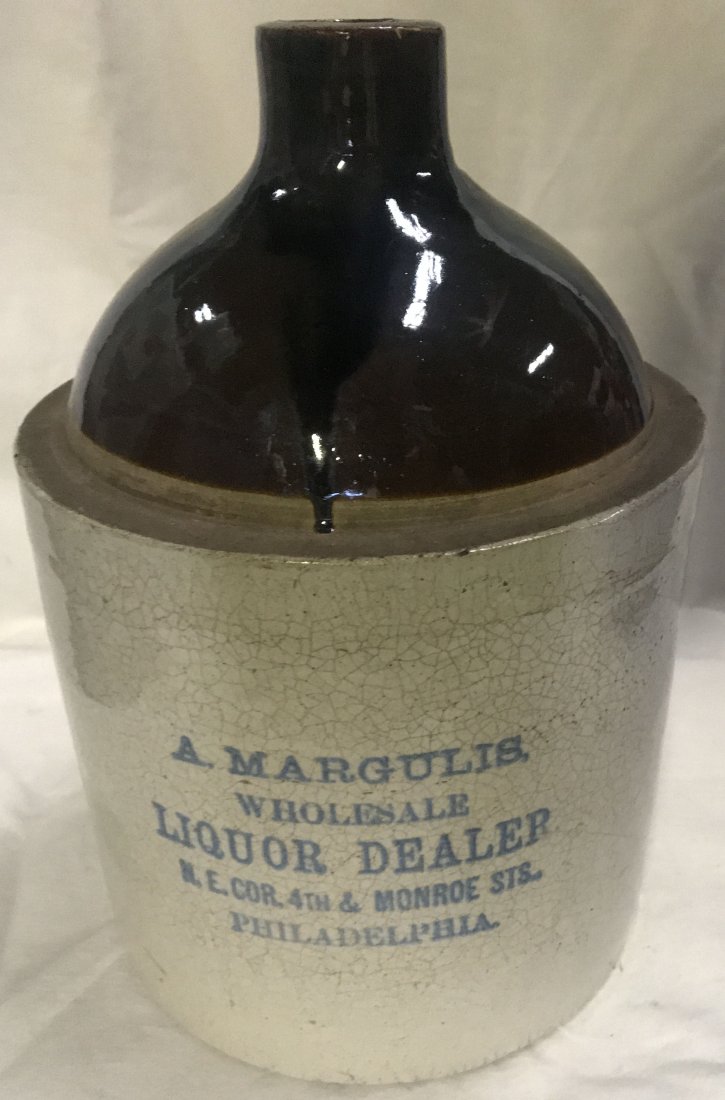 A. MARGULIS,
WHOLESALE
LIQUOR DEALER
N. E. COR. 4TH & MONROE STS.,
PHILADELPHIA.